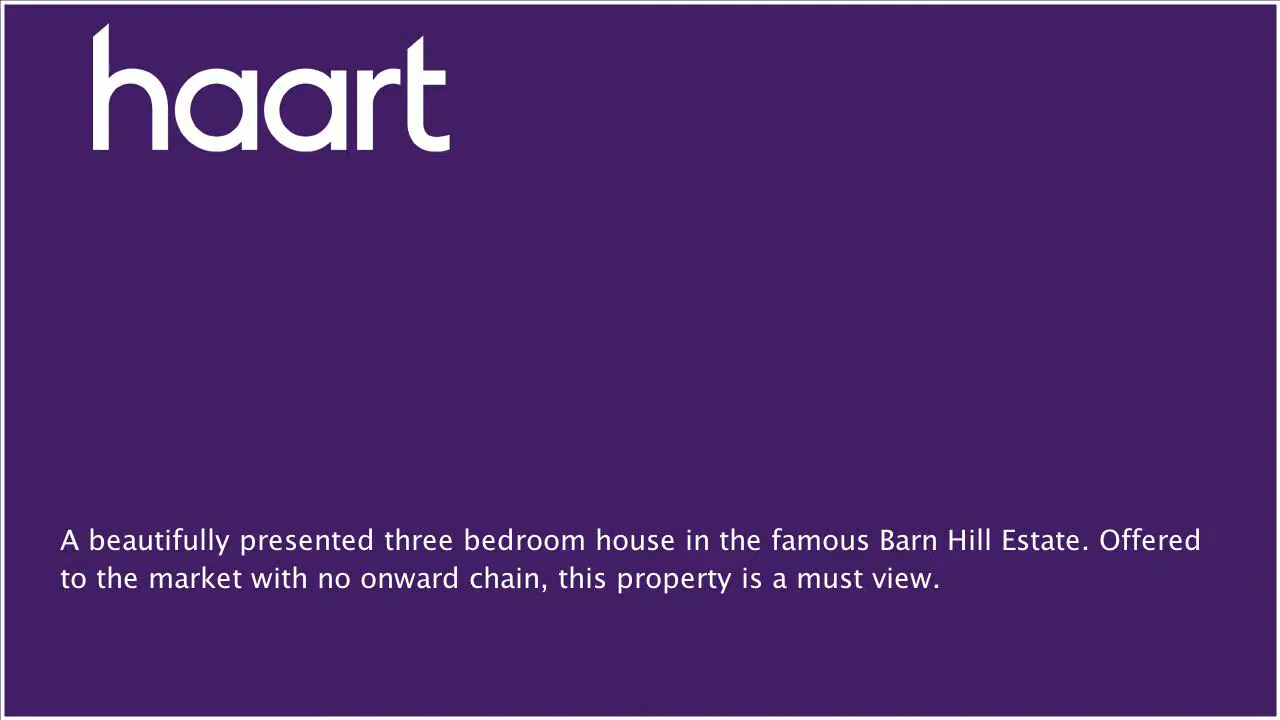 haart
A beautifully presented three bedroom house in the famous Barn Hill Estate. Offered
to the market with no onward chain, this property is a must view.